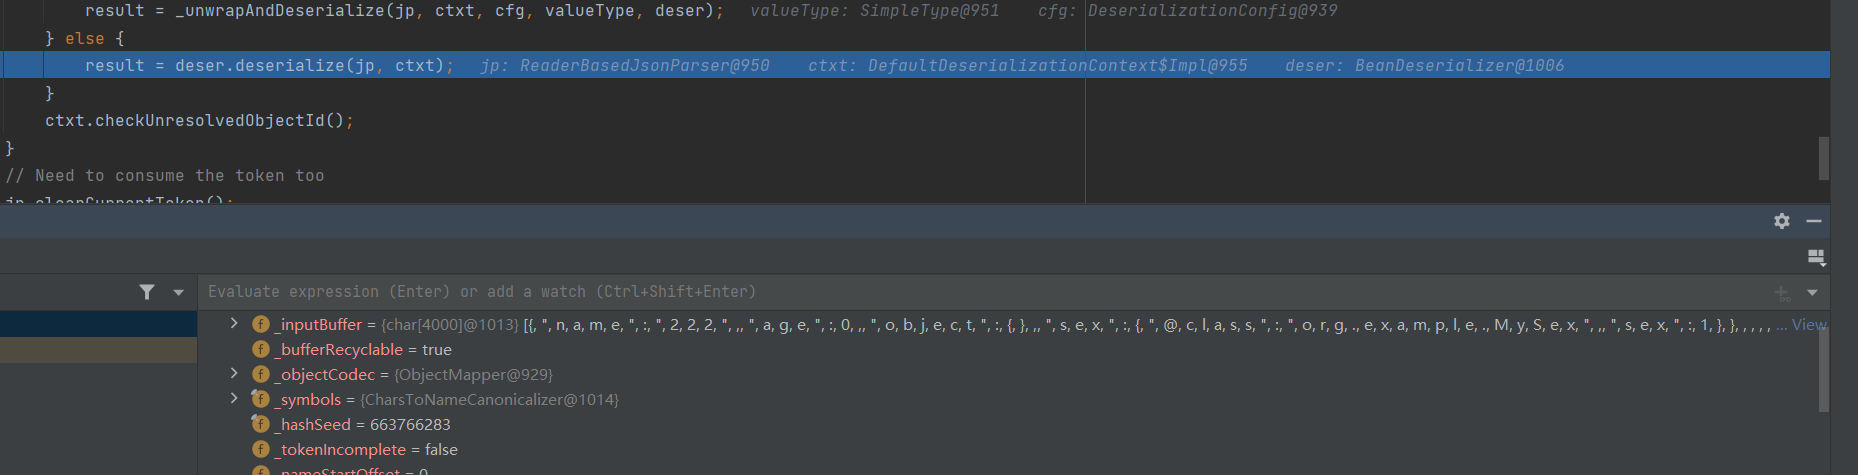 result = _unwrapAndDeserialize(jp, ctxt, cfg, valueType, deser); valueType: SimpleType@951 cfg: DeserializationConfig@939
} else {
result = deser.deserialize(jp, ctxt); jp: ReaderBasedJsonParser@950 ctxt: DefaultDeserializationContext$Impl@955 deser: BeanDeserializer@1006
}
ctxt.checkUnresolvedObjectId();
}
// Need to consume the token too
jp.clearCurrentToken();
Evaluate expression (Enter) or add a watch (Ctrl+Shift+Enter)
f _inputBuffer = {char[4000]@1013} [{, ", n, a, m, e, ", :, ", 2, 2, 2, ", ,, ", a, g, e, ", :, 0, ,, ", o, b, j, e, c, t, ", :, {, }, ,, ", s, e, x, ", :, {, ", @, c, l, a, s, s, ", :, ", o, r, g, ., e, x, a, m, p, l, e, ., M, y, S, e, x, ", ,, ", s, e, x, ", :, 1, }, }, , , , , ... View
f _bufferRecyclable = true
f _objectCodec = {ObjectMapper@929}
f _symbols = {CharsToNameCanonicalizer@1014}
f _hashSeed = 663766283
f _tokenIncomplete = false
f _nameStartOffset = 0